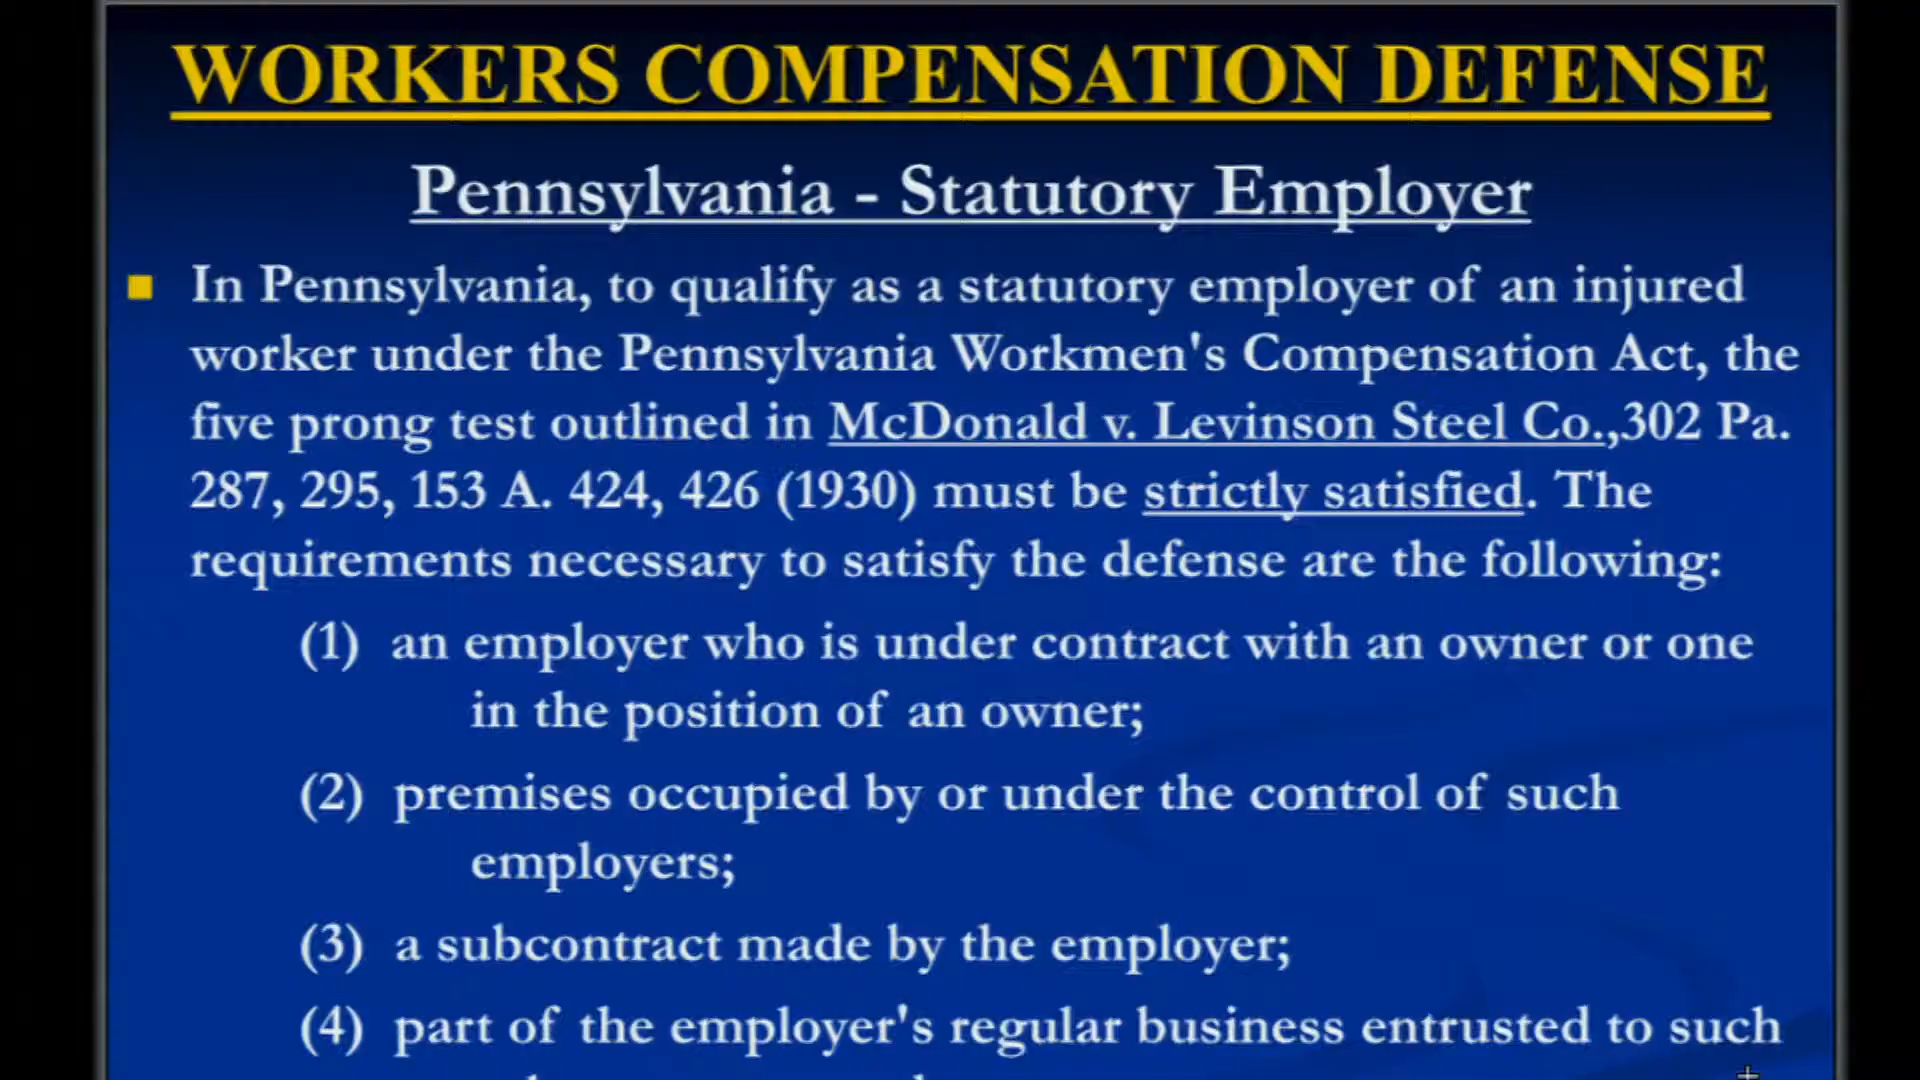 WORKERS COMPENSATION DEFENSE
Pennsylvania - Statutory Employer
In Pennsylvania, to qualify as a statutory employer of an injured
worker under the Pennsylvania Workmen's Compensation Act, the
five prong test outlined in McDonald v. Levinson Steel Co.,302 Pa.
287, 295, 153 A. 424, 426 (1930) must be strictly satisfied. The
requirements necessary to satisfy the defense are the following:
(1) an employer who is under contract with an owner or one
in the position of an owner;
(2) premises occupied by or under the control of such
employers;
(3) a subcontract made by the employer;
(4) part of the employer's regular business entrusted to such